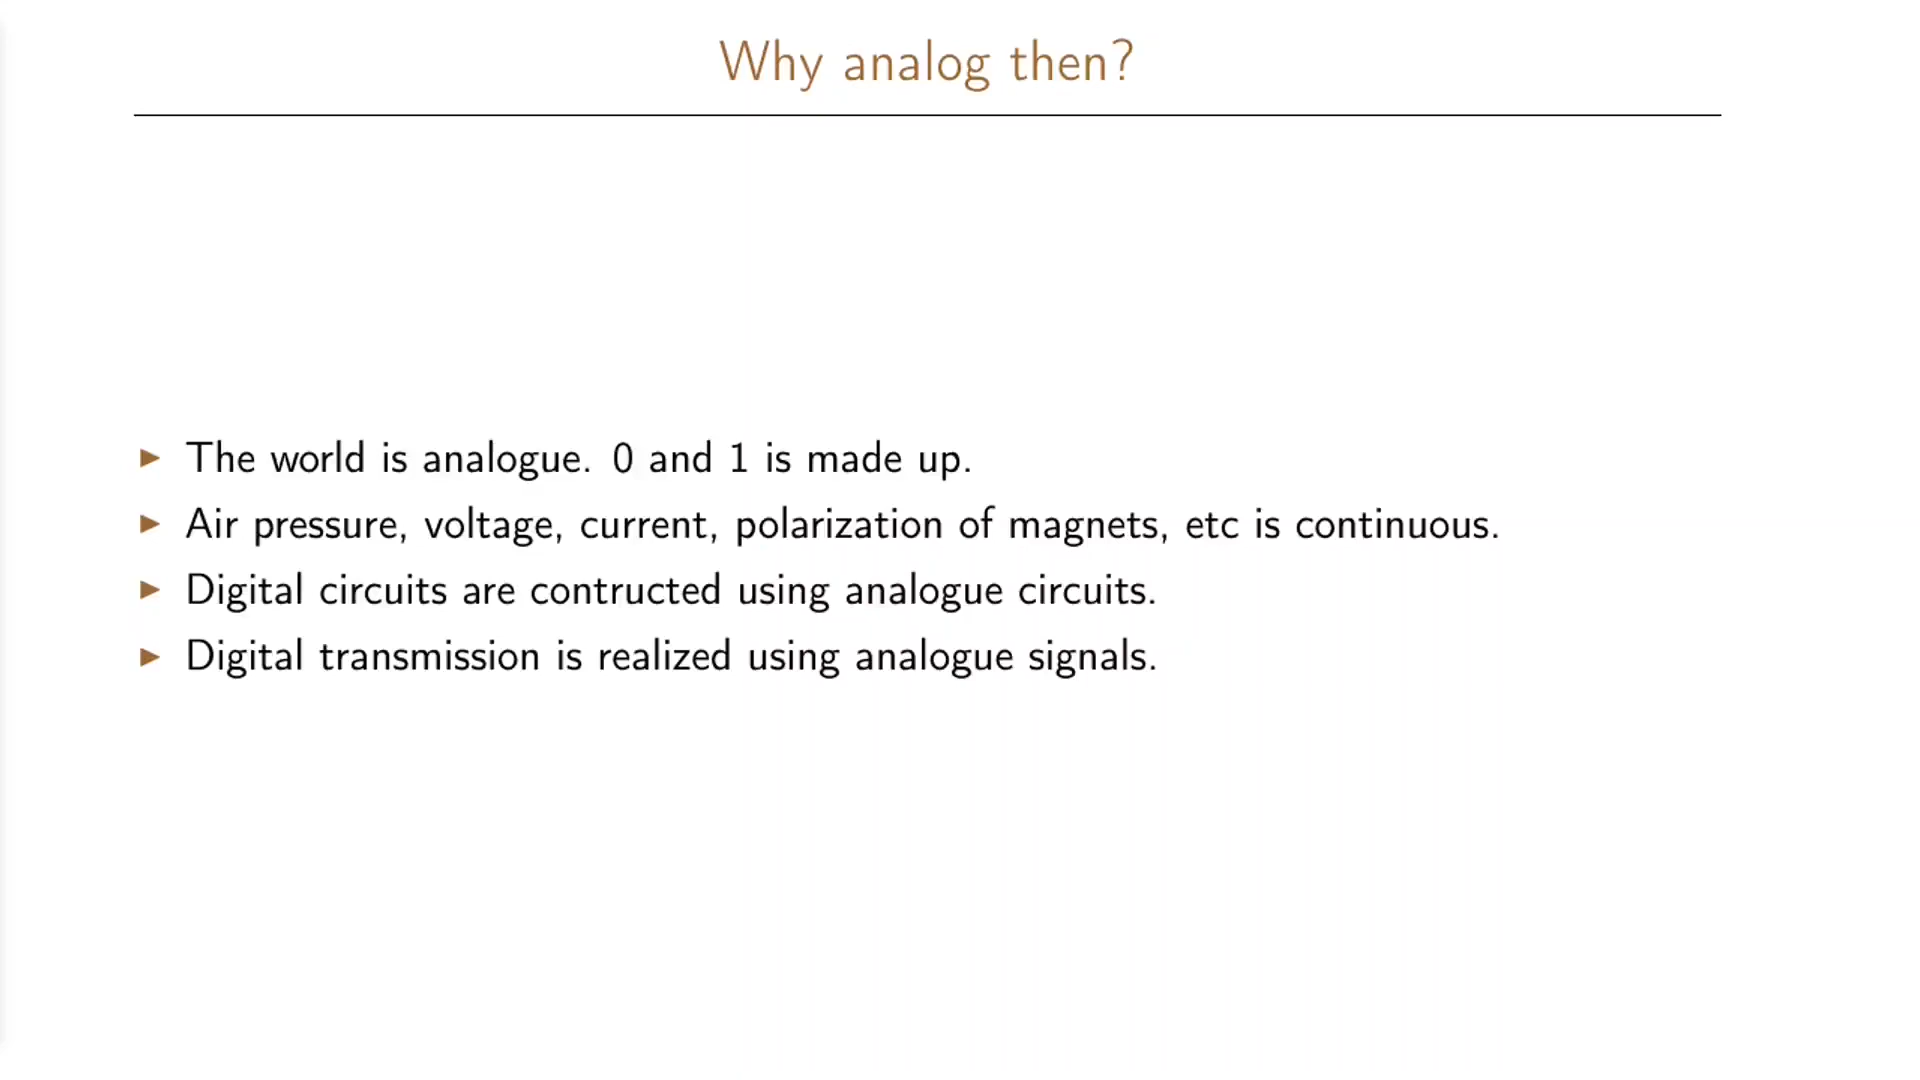 Why analog then?
▶ The world is analogue. 0 and 1 is made up.
▶ Air pressure, voltage, current, polarization of magnets, etc is continuous.
▶ Digital circuits are contructed using analogue circuits.
▶ Digital transmission is realized using analogue signals.